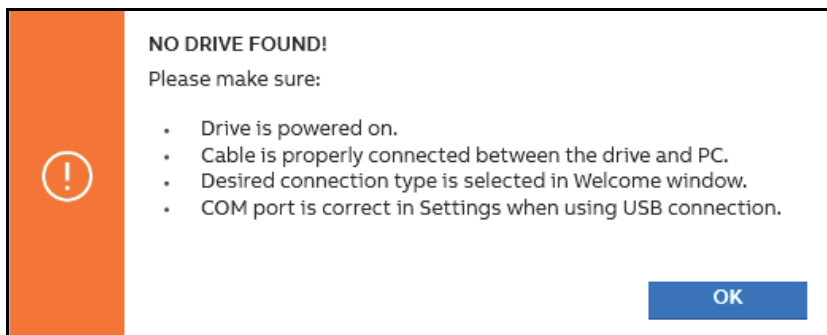 NO DRIVE FOUND!
Please make sure:
• Drive is powered on.
• Cable is properly connected between the drive and PC.
• Desired connection type is selected in Welcome window.
• COM port is correct in Settings when using USB connection.
OK